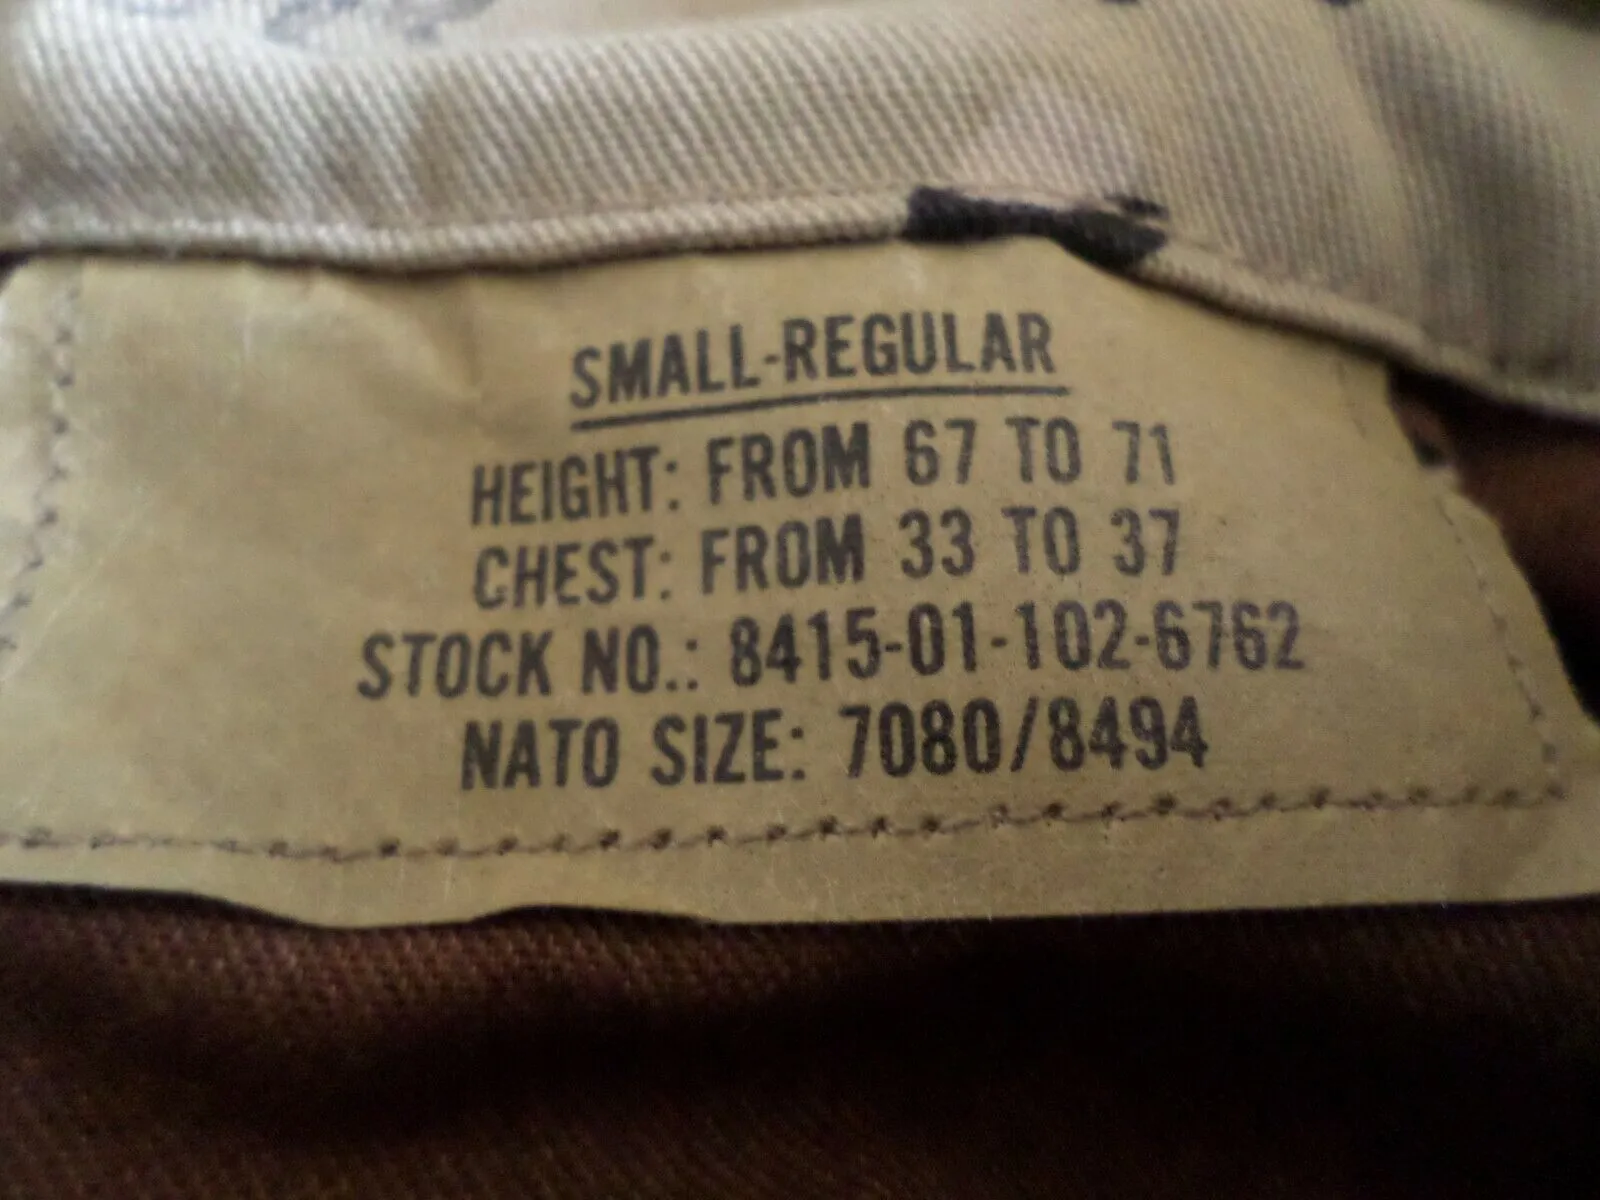 SMALL-REGULAR
HEIGHT: FROM 67 TO 71
CHEST: FROM 33 TO 37
STOCK NO.: 8415-01-102-6762
NATO SIZE: 7080/8494